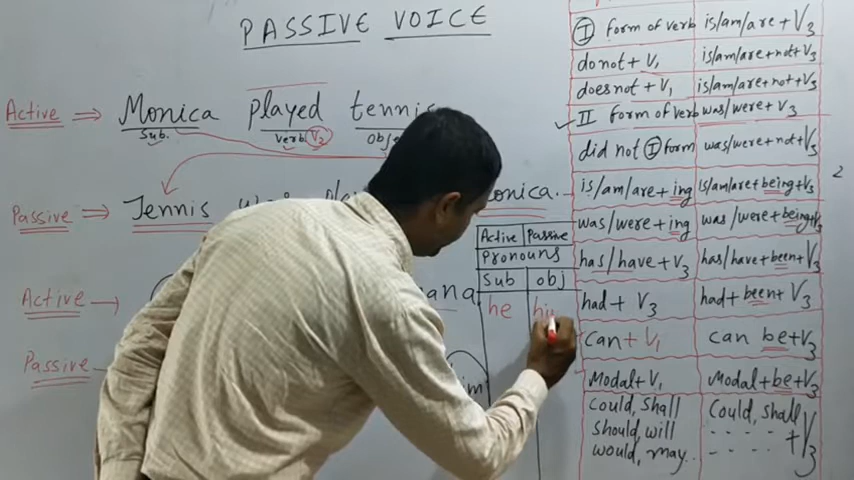 PASSIVE VOICE
Active ⇒ Monica played tennis
Sub. verb V2
Passive ⇒ Tennis Monica.
Active →
Passive
Active Passive
Pronouns
Sub obj
he
I form of verb is/am/are + V3
do not + V1 is/am/are+not+V3
does not + V1 is/am/are + not + V3
✓ II form of verb was/were + V3
did not I form was/were + not + V3
is/am/are + ing is/am/are + being + V3
was/were + ing was/were + being + V3
has/have + V3 has/have + been + V3
had + V3 had + been + V3
can + V1 can be + V3
Modal + V1 Modal + be + V3
Could, shall Could, shall
should, will - - - - - + V3
would, may.. - - - - -
2